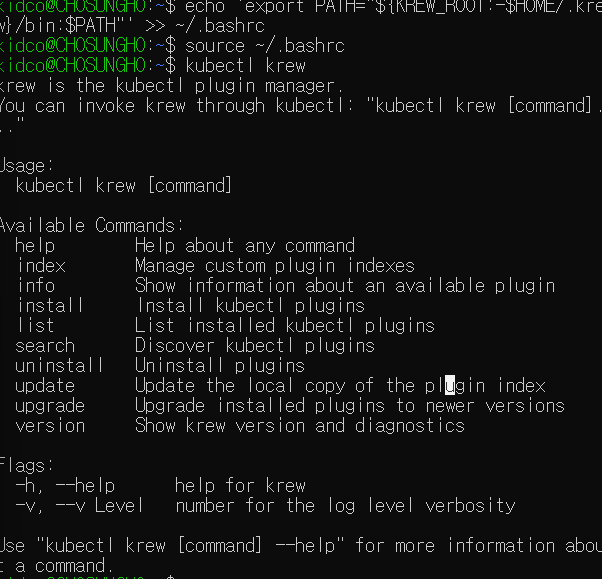 kidco@CHOSUNGHO:~$ echo 'export PATH="${KREW_ROOT:-$HOME/.kre
w}/bin:$PATH"' >> ~/.bashrc
kidco@CHOSUNGHO:~$ source ~/.bashrc
kidco@CHOSUNGHO:~$ kubectl krew
krew is the kubectl plugin manager.
You can invoke krew through kubectl: "kubectl krew [command].
.."
Usage:
kubectl krew [command]
Available Commands:
help Help about any command
index Manage custom plugin indexes
info Show information about an available plugin
install Install kubectl plugins
list List installed kubectl plugins
search Discover kubectl plugins
uninstall Uninstall plugins
update Update the local copy of the plugin index
upgrade Upgrade installed plugins to newer versions
version Show krew version and diagnostics
Flags:
-h, --help help for krew
-v, --v Level number for the log level verbosity
Use "kubectl krew [command] --help" for more information abou
t a command.